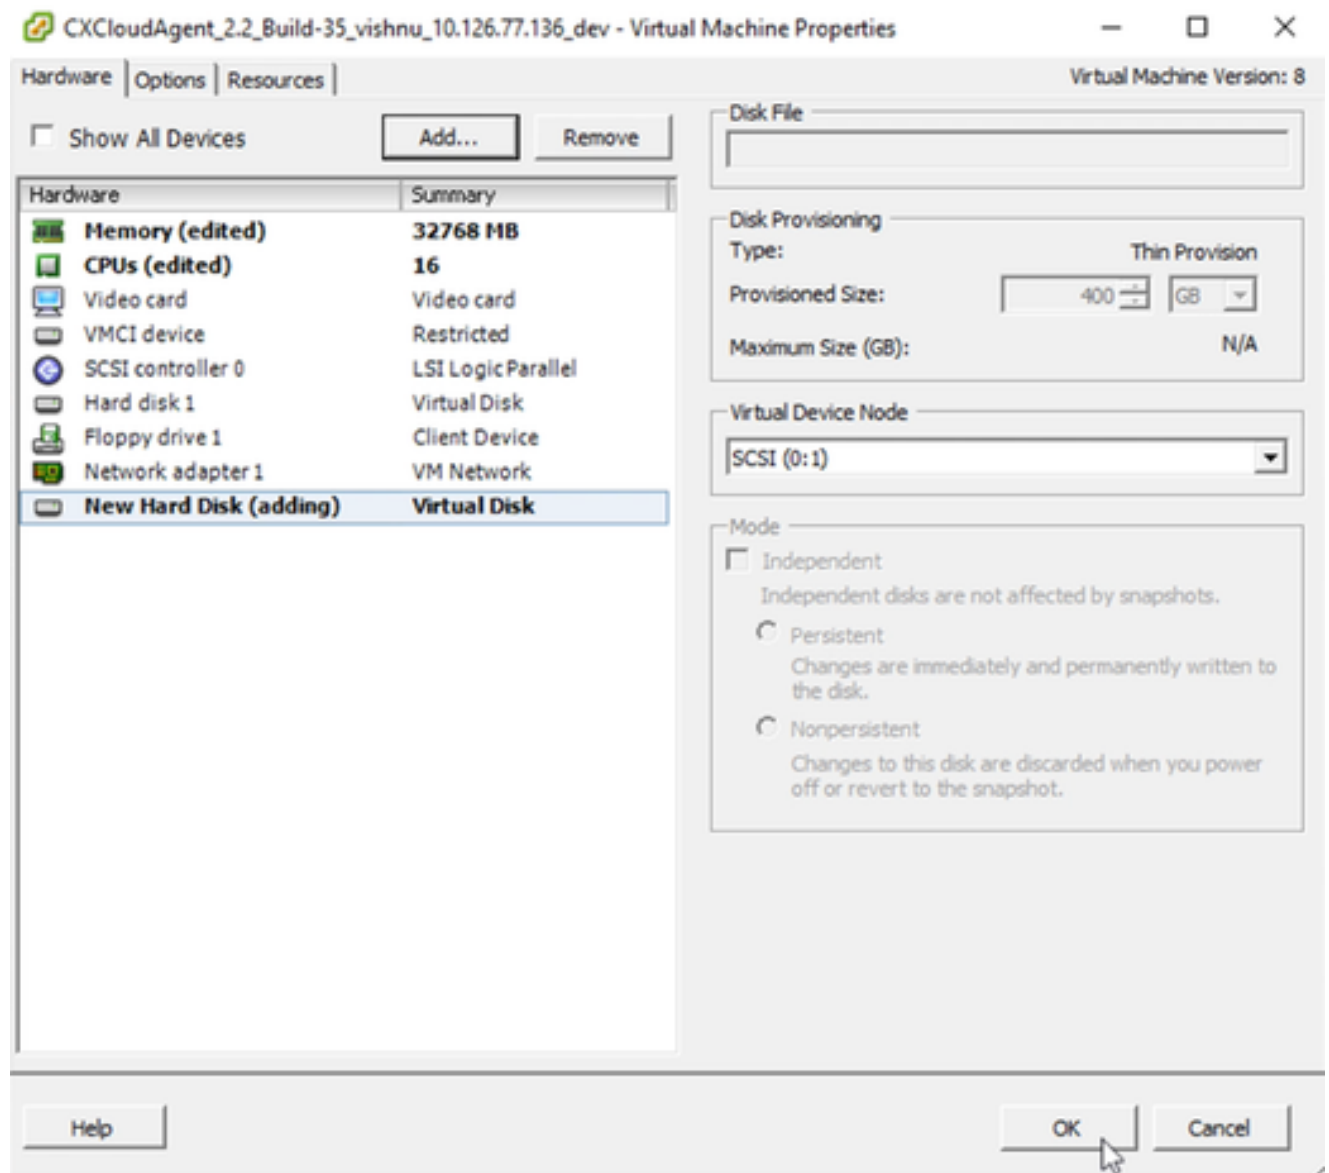 CXCloudAgent_2.2_Build-35_vishnu_10.126.77.136_dev - Virtual Machine Properties
Hardware Options Resources
Virtual Machine Version: 8
Show All Devices
Add...
Remove
Hardware Summary
Memory (edited) 32768 MB
CPUs (edited) 16
Video card Video card
VMCI device Restricted
SCSI controller 0 LSI Logic Parallel
Hard disk 1 Virtual Disk
Floppy drive 1 Client Device
Network adapter 1 VM Network
New Hard Disk (adding) Virtual Disk
Disk File
Disk Provisioning
Type: Thin Provision
Provisioned Size: 400 GB
Maximum Size (GB): N/A
Virtual Device Node
SCSI (0:1)
Mode
Independent
Independent disks are not affected by snapshots.
Persistent
Changes are immediately and permanently written to
the disk.
Nonpersistent
Changes to this disk are discarded when you power
off or revert to the snapshot.
Help
OK
Cancel